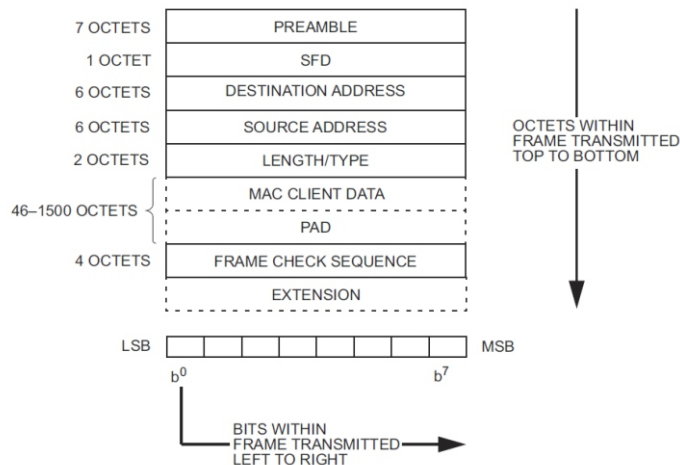 7 OCTETS PREAMBLE
1 OCTET SFD
6 OCTETS DESTINATION ADDRESS
6 OCTETS SOURCE ADDRESS
2 OCTETS LENGTH/TYPE
46–1500 OCTETS
MAC CLIENT DATA
PAD
4 OCTETS FRAME CHECK SEQUENCE
EXTENSION
OCTETS WITHIN
FRAME TRANSMITTED
TOP TO BOTTOM
LSB MSB
b0 b7
BITS WITHIN
FRAME TRANSMITTED
LEFT TO RIGHT